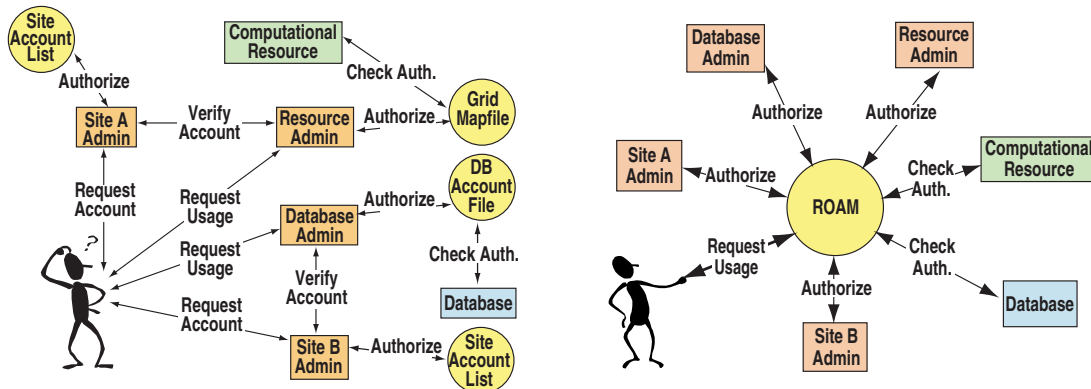 Site
Account
List
Authorize
Computational
Resource
Check Auth.
Site A
Admin
Verify
Account
Resource
Admin
Authorize
Grid
Mapfile
Request
Account
Request
Usage
DB
Account
File
Authorize
Database
Admin
?
Request
Usage
Check Auth.
Verify
Account
Request
Account
Database
Site B
Admin
Authorize
Site
Account
List
Database
Admin
Resource
Admin
Authorize
Authorize
Site A
Admin
Authorize
Computational
Resource
Check
Auth.
ROAM
Request
Usage
Check
Auth.
Authorize
Database
Site B
Admin